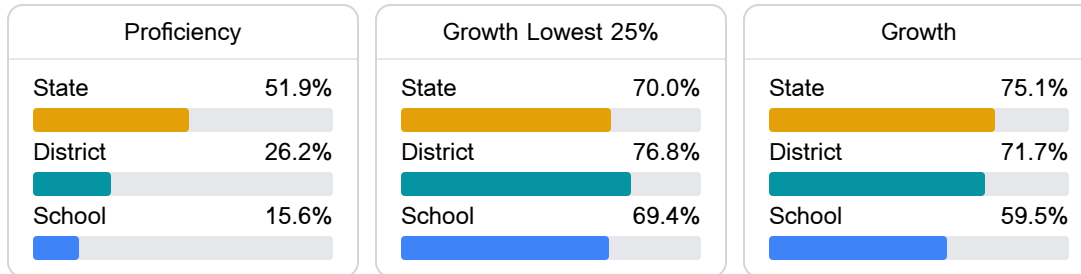 Proficiency
State 51.9%
District 26.2%
School 15.6%
Growth Lowest 25%
State 70.0%
District 76.8%
School 69.4%
Growth
State 75.1%
District 71.7%
School 59.5%